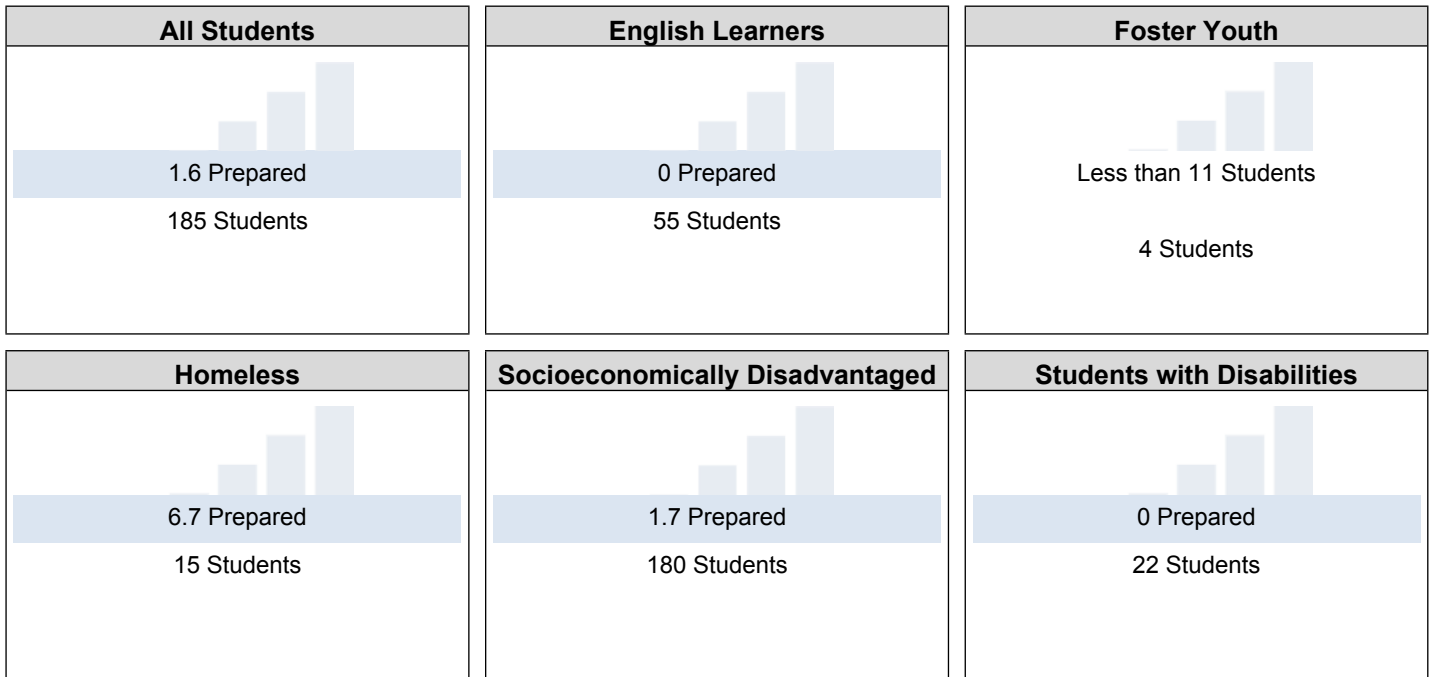 All Students
1.6 Prepared
185 Students
English Learners
0 Prepared
55 Students
Foster Youth
Less than 11 Students
4 Students
Homeless
6.7 Prepared
15 Students
Socioeconomically Disadvantaged
1.7 Prepared
180 Students
Students with Disabilities
0 Prepared
22 Students